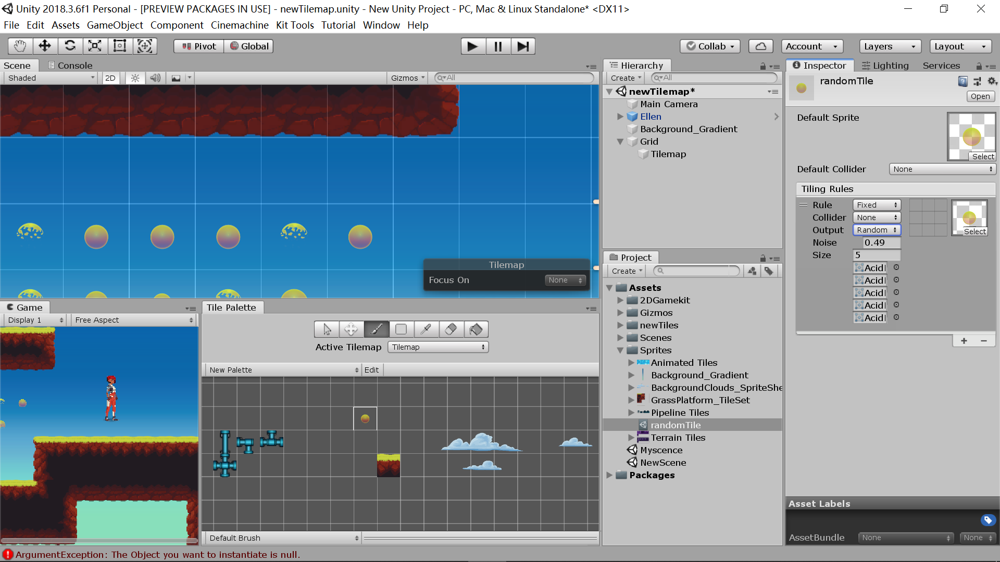 Unity 2018.3.6f1 Personal - [PREVIEW PACKAGES IN USE] - newTilemap.unity - New Unity Project - PC, Mac & Linux Standalone* <DX11>
File Edit Assets GameObject Component Cinemachine Kit Tools Tutorial Window Help
Pivot Global Collab Account Layers Layout
Scene Console
Shaded 2D Gizmos All
Tilemap
Focus On None
Game
Display 1 Free Aspect
Tile Palette
Active Tilemap Tilemap
New Palette Edit
Default Brush
Hierarchy
Create All
newTilemap*
Main Camera
Ellen
Background_Gradient
Grid
Tilemap
Project
Create
Assets
2DGamekit
Gizmos
newTiles
Scenes
Sprites
Animated Tiles
Background_Gradient
BackgroundClouds_SpriteShe
GrassPlatform_TileSet
Pipeline Tiles
randomTile
Terrain Tiles
Myscence
NewScene
Packages
Inspector Lighting Services
randomTile
Open
Default Sprite
Select
Default Collider None
Tiling Rules
Rule Fixed
Collider None
Output Random
Select
Noise 0.49
Size 5
Acid
Acid
Acid
Acid
Acid
Asset Labels
AssetBundle None None
ArgumentException: The Object you want to instantiate is null.